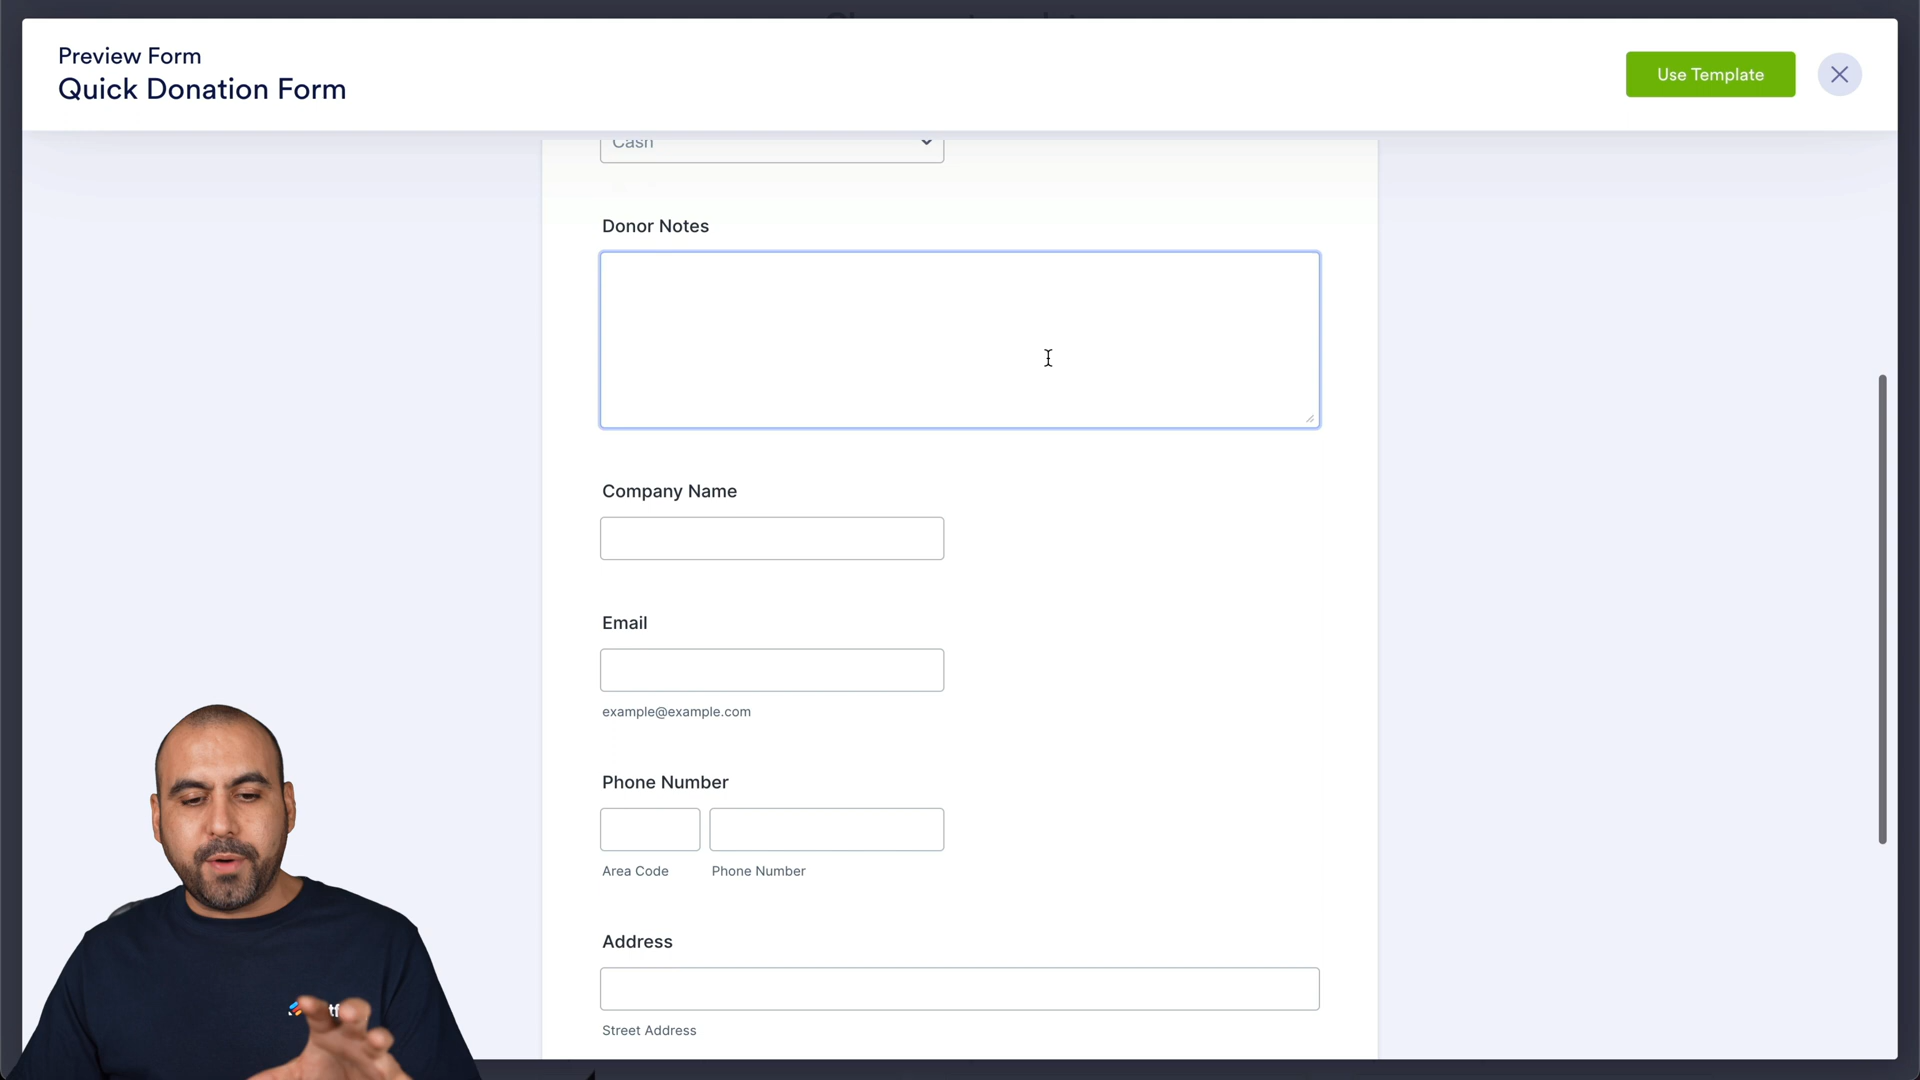 Preview Form
Quick Donation Form
Use Template
Cash
Donor Notes
Company Name
Email
example@example.com
Phone Number
Area Code
Phone Number
Address
Street Address
tf